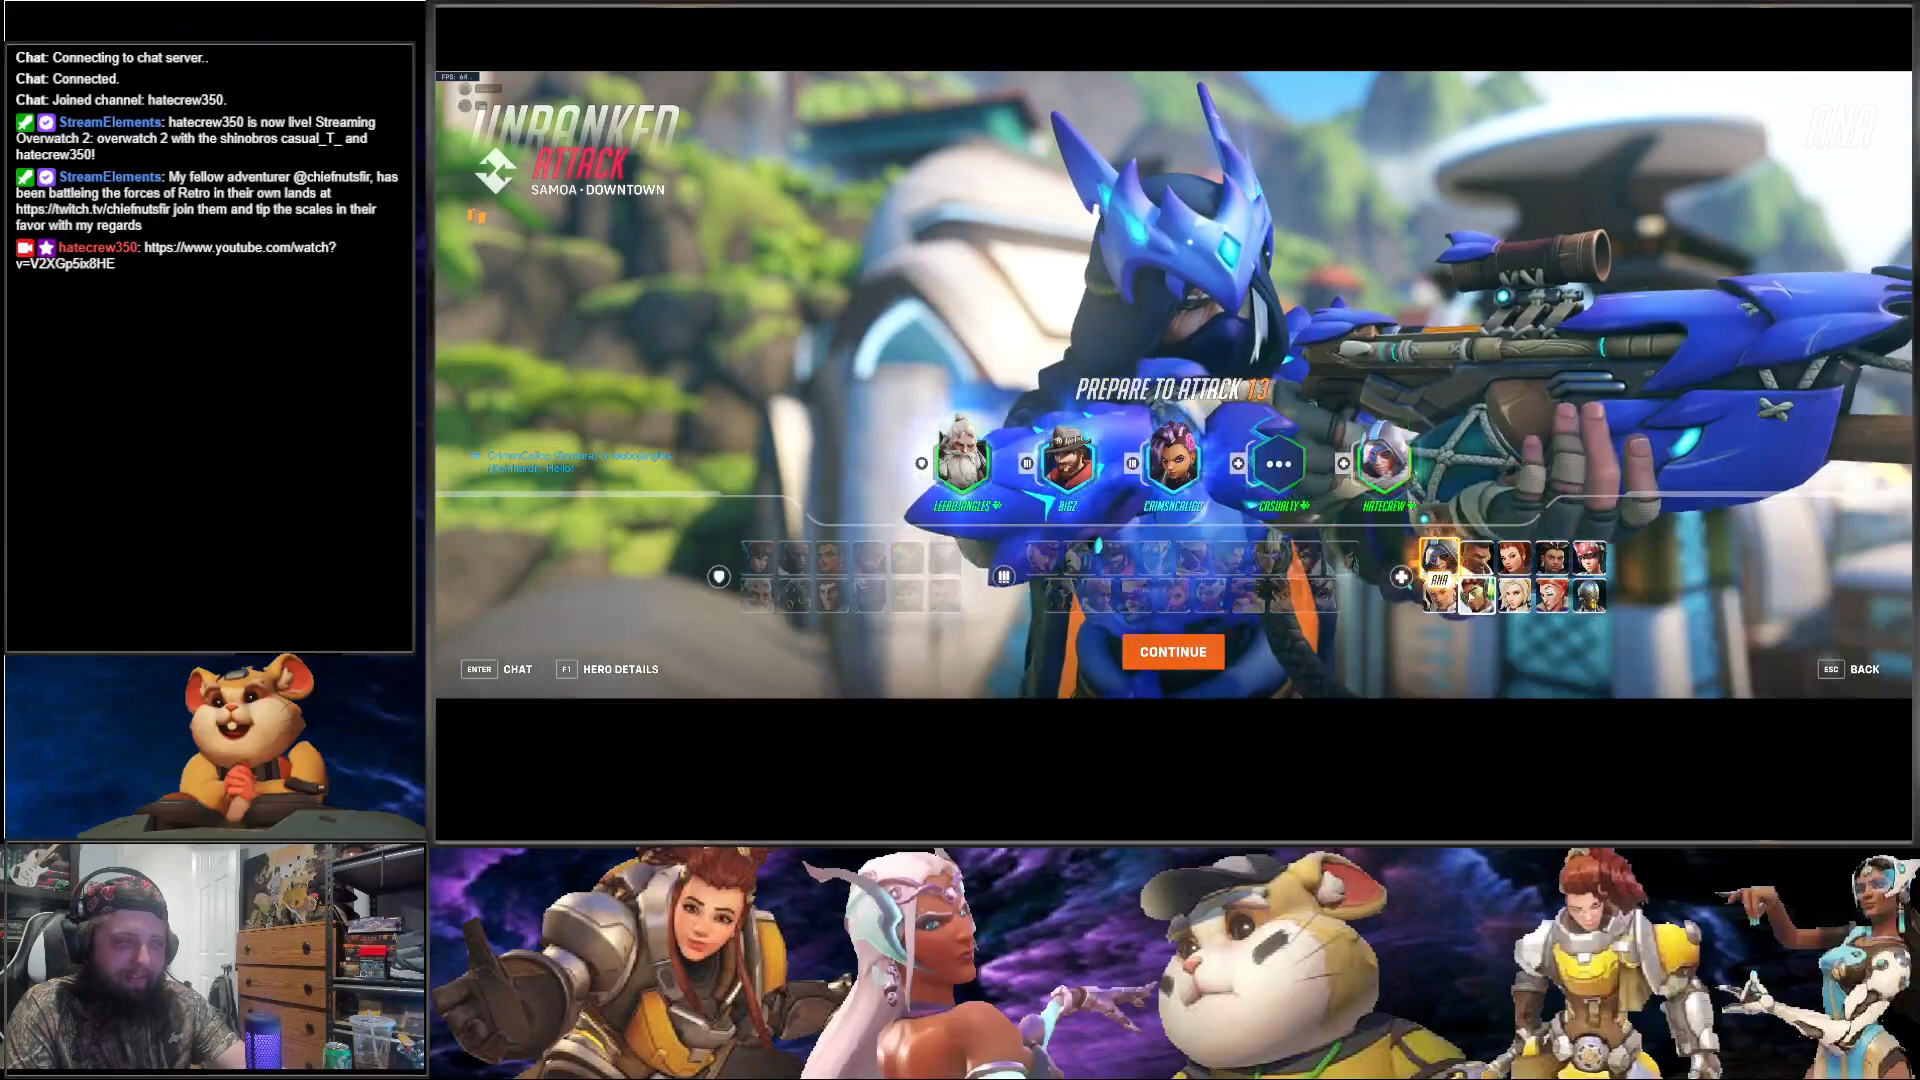 Chat: Connecting to chat server..
Chat: Connected.
Chat: Joined channel: hatecrew350.
StreamElements: hatecrew350 is now live! Streaming
Overwatch 2: overwatch 2 with the shinobros casual_T_ and
hatecrew350!
StreamElements: My fellow adventurer @chiefnutsfir, has
been battleing the forces of Retro in their own lands at
https://twitch.tv/chiefnutsfir join them and tip the scales in their
favor with my regards
hatecrew350: https://www.youtube.com/watch?
v=V2XGp5ix8HE
FPS: 64
UNRANKED
ATTACK
SAMOA · DOWNTOWN
ANA
PREPARE TO ATTACK 13
Hello!
LEEBOJANGLES
BIGZ
CRIMSNCALICO
CASUALTY
HATECREW
ANA
CONTINUE
ENTER CHAT
F1 HERO DETAILS
ESC BACK